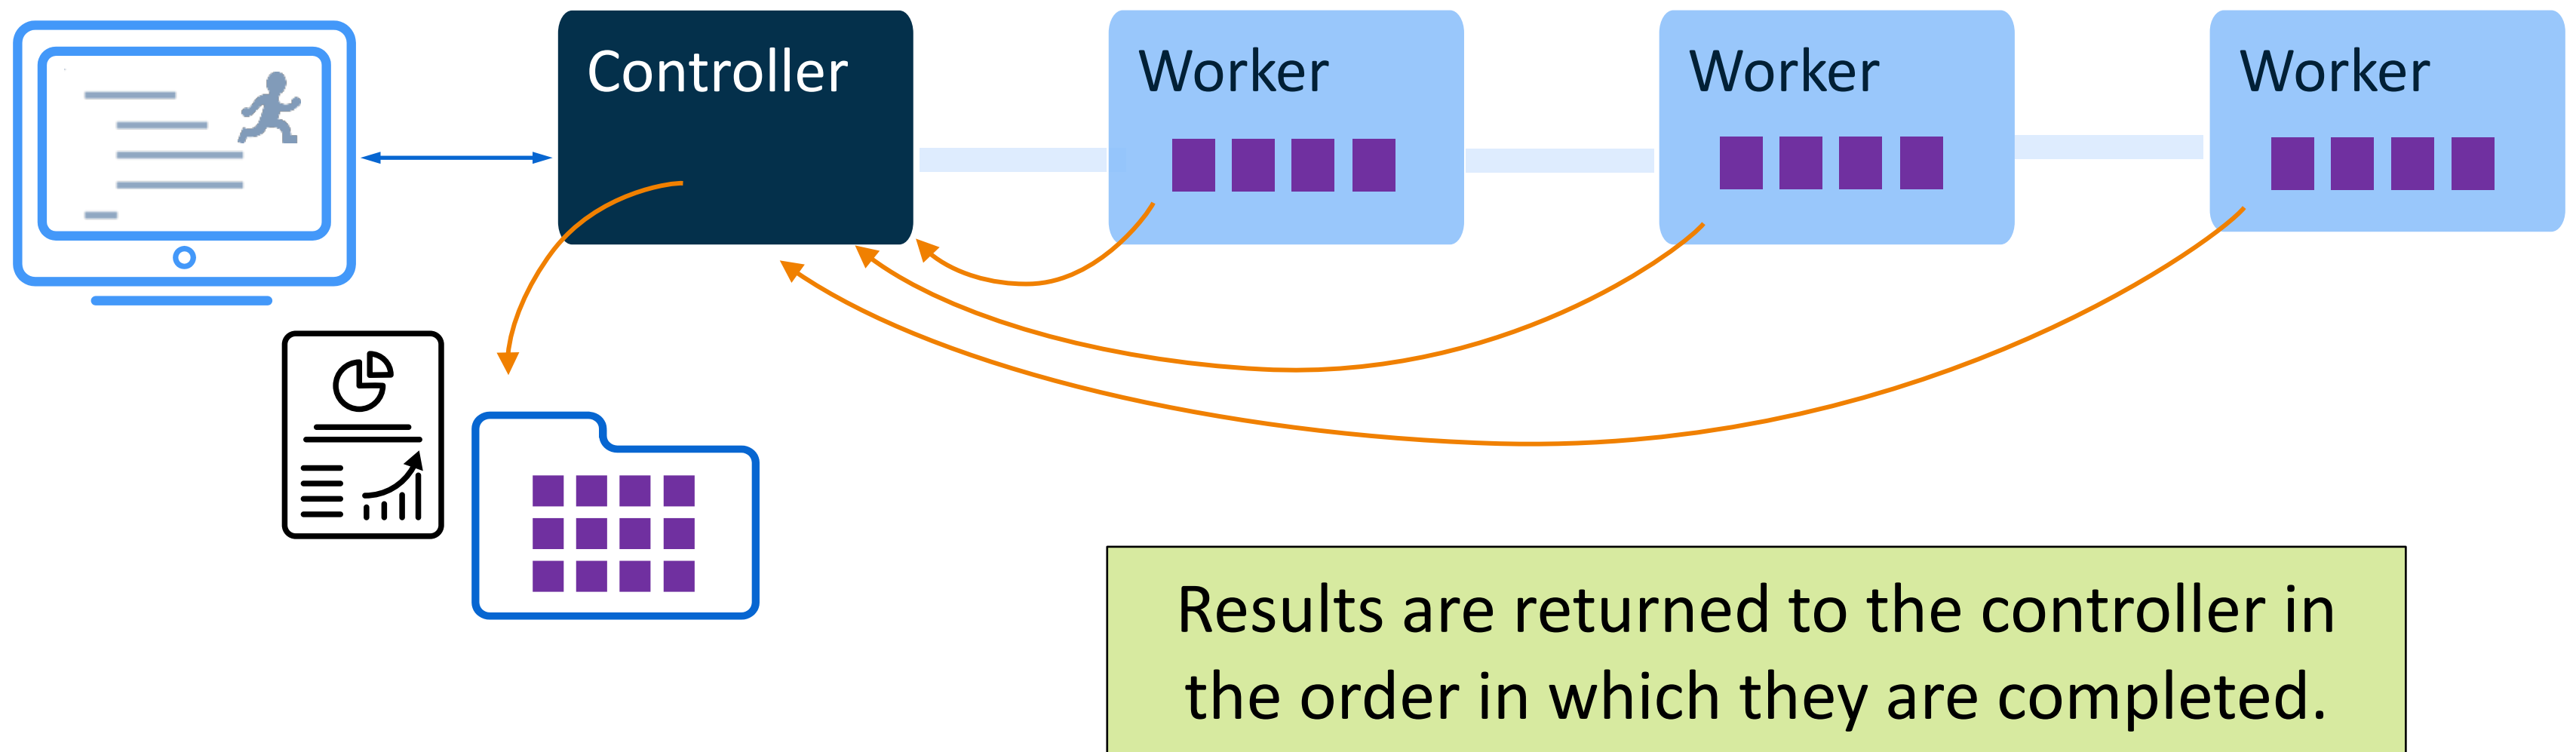 Controller
Worker
Worker
Worker
Results are returned to the controller in
the order in which they are completed.